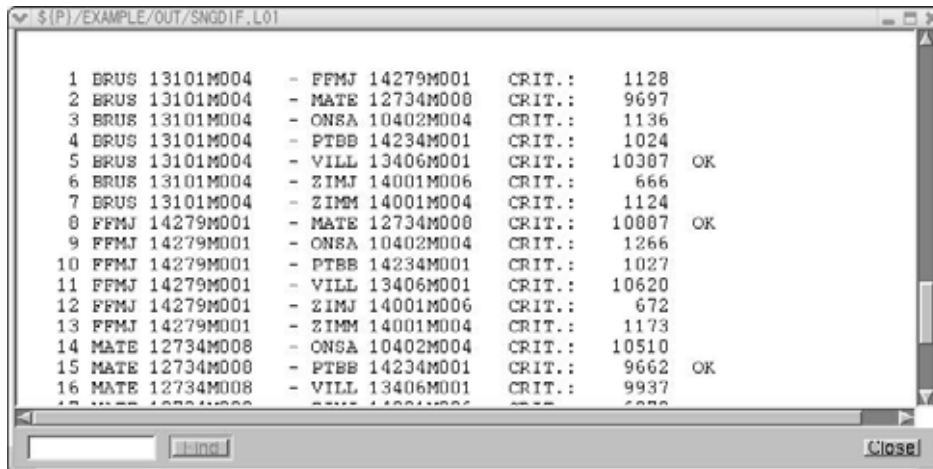 ${P}/EXAMPLE/OUT/SNGDIF.L01
1 BRUS 13101M004 - FFMJ 14279M001 CRIT.: 1128
2 BRUS 13101M004 - MATE 12734M008 CRIT.: 9697
3 BRUS 13101M004 - ONSA 10402M004 CRIT.: 1136
4 BRUS 13101M004 - PTBB 14234M001 CRIT.: 1024
5 BRUS 13101M004 - VILL 13406M001 CRIT.: 10387 OK
6 BRUS 13101M004 - ZIMJ 14001M006 CRIT.: 666
7 BRUS 13101M004 - ZIMM 14001M004 CRIT.: 1124
8 FFMJ 14279M001 - MATE 12734M008 CRIT.: 10887 OK
9 FFMJ 14279M001 - ONSA 10402M004 CRIT.: 1266
10 FFMJ 14279M001 - PTBB 14234M001 CRIT.: 1027
11 FFMJ 14279M001 - VILL 13406M001 CRIT.: 10620
12 FFMJ 14279M001 - ZIMJ 14001M006 CRIT.: 672
13 FFMJ 14279M001 - ZIMM 14001M004 CRIT.: 1173
14 MATE 12734M008 - ONSA 10402M004 CRIT.: 10510
15 MATE 12734M008 - PTBB 14234M001 CRIT.: 9662 OK
16 MATE 12734M008 - VILL 13406M001 CRIT.: 9937
Find Close